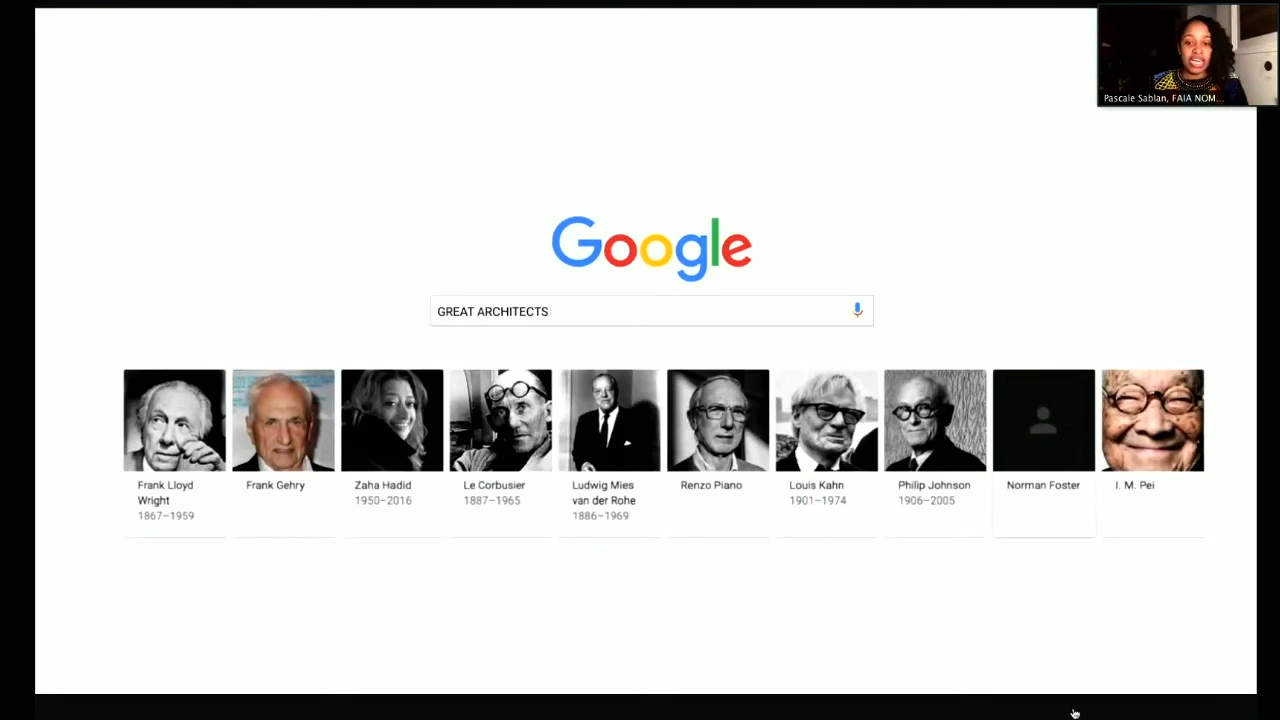 Pascale Sablan, FAIA NOM...
Google
GREAT ARCHITECTS
Frank Lloyd
Wright
1867–1959
Frank Gehry
Zaha Hadid
1950–2016
Le Corbusier
1887–1965
Ludwig Mies
van der Rohe
1886–1969
Renzo Piano
Louis Kahn
1901–1974
Philip Johnson
1906–2005
Norman Foster
I. M. Pei